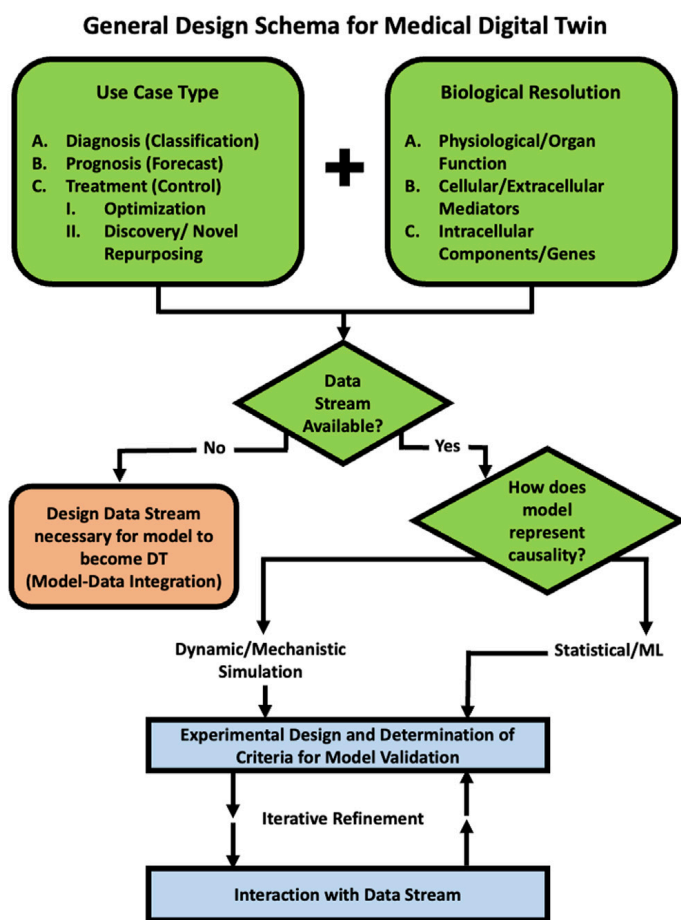 General Design Schema for Medical Digital Twin
Use Case Type
A. Diagnosis (Classification)
B. Prognosis (Forecast)
C. Treatment (Control)
I. Optimization
II. Discovery/ Novel
Repurposing
+
Biological Resolution
A. Physiological/Organ
Function
B. Cellular/Extracellular
Mediators
C. Intracellular
Components/Genes
Data
Stream
Available?
No
Yes
Design Data Stream
necessary for model to
become DT
(Model-Data Integration)
How does
model
represent
causality?
Dynamic/Mechanistic
Simulation
Statistical/ML
Experimental Design and Determination of
Criteria for Model Validation
Iterative Refinement
Interaction with Data Stream